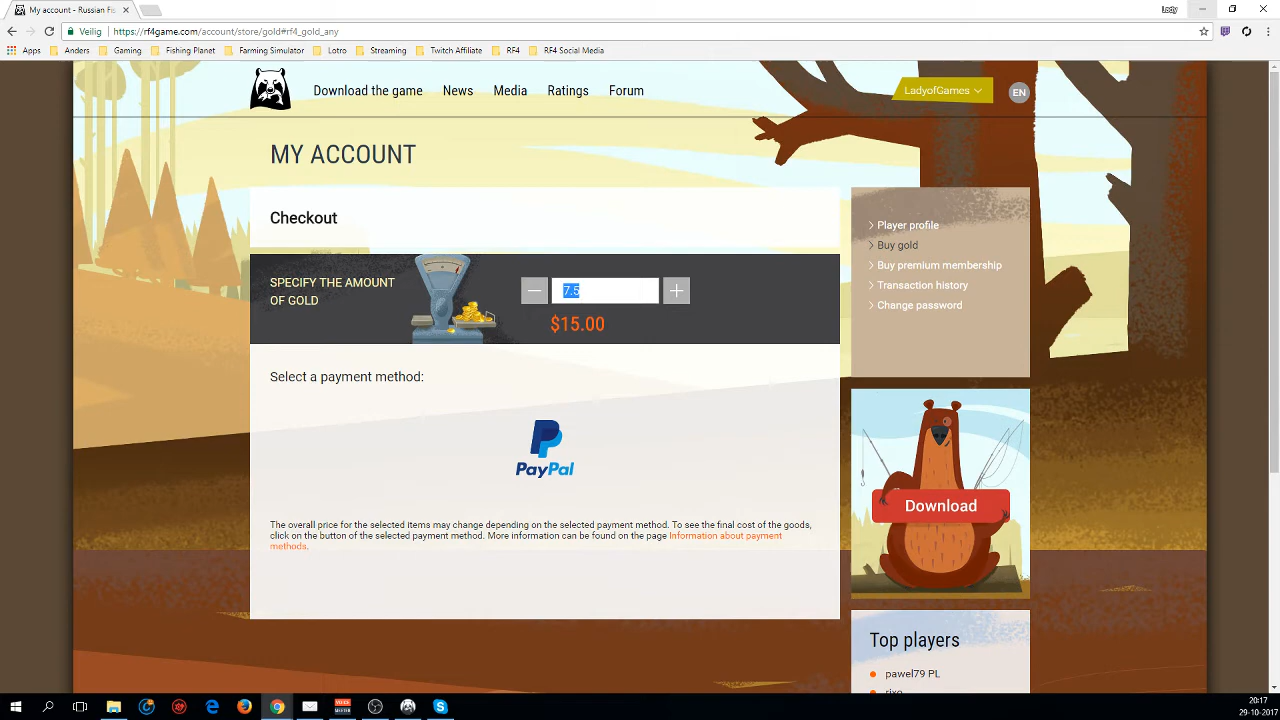 My account - Russian Fis
Lady
Veilig
https://rf4game.com/account/store/gold#rf4_gold_any
Apps
Anders
Gaming
Fishing Planet
Farming Simulator
Lotro
Streaming
Twitch Affiliate
RF4
RF4 Social Media
Download the game
News
Media
Ratings
Forum
LadyofGames
EN
MY ACCOUNT
Checkout
SPECIFY THE AMOUNT
OF GOLD
7.5
$15.00
Select a payment method:
PayPal
The overall price for the selected items may change depending on the selected payment method. To see the final cost of the goods,
click on the button of the selected payment method. More information can be found on the page Information about payment
methods.
Player profile
Buy gold
Buy premium membership
Transaction history
Change password
Download
Top players
pawel79 PL
20:17
29-10-2017